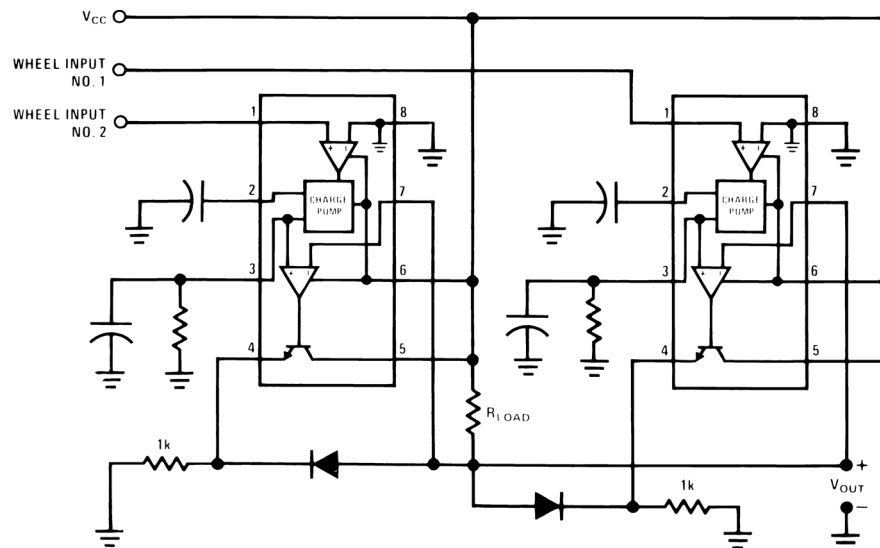 VCC
WHEEL INPUT
NO. 1
WHEEL INPUT
NO. 2
1
8
+ -
CHARGE
PUMP
2
7
3
+ -
6
4
5
1
8
+ -
CHARGE
PUMP
2
7
3
+ -
6
4
5
RLOAD
1k
1k
+
VOUT
-